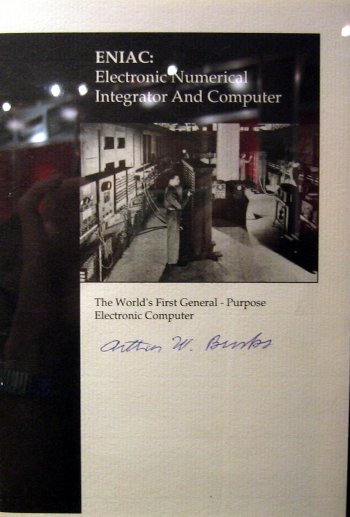 ENIAC:
Electronic Numerical
Integrator And Computer
The World's First General - Purpose
Electronic Computer
Arthur W. Burks